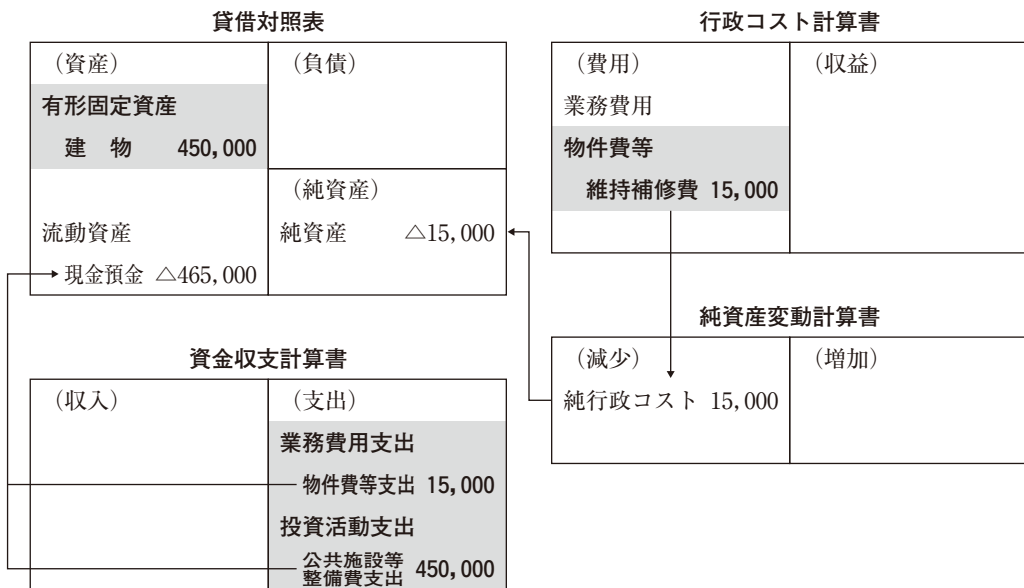 貸借対照表
(資産)
(負債)
有形固定資産
建 物 450,000
(純資産)
流動資産
純資産 △15,000
現金預金 △465,000
行政コスト計算書
(費用)
(収益)
業務費用
物件費等
維持補修費 15,000
純資産変動計算書
(減少)
(増加)
純行政コスト 15,000
資金収支計算書
(収入)
(支出)
業務費用支出
物件費等支出 15,000
投資活動支出
公共施設等
整備費支出 450,000